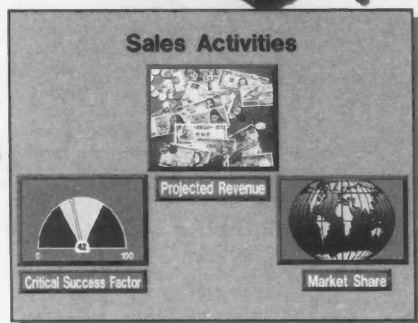 Sales Activities
Projected Revenue
42
0 100
Critical Success Factor
Market Share